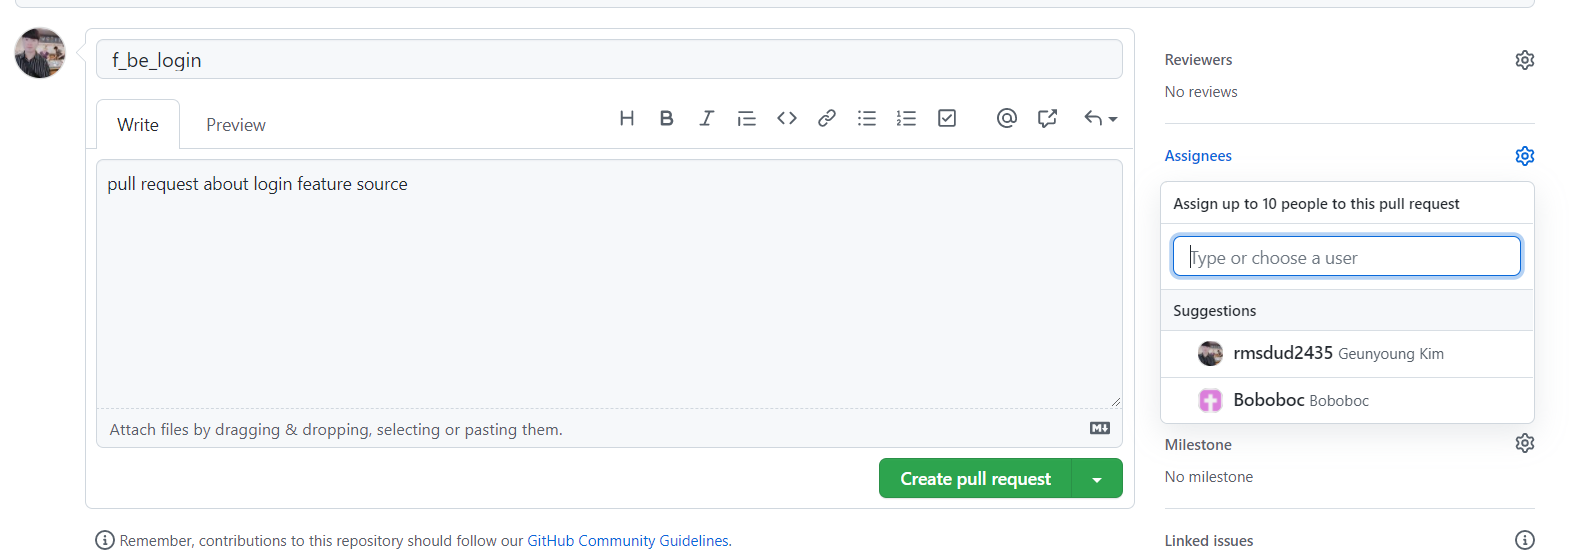 f_be_login
Write Preview
pull request about login feature source
Attach files by dragging & dropping, selecting or pasting them.
Create pull request
Remember, contributions to this repository should follow our GitHub Community Guidelines.
Reviewers
No reviews
Assignees
Assign up to 10 people to this pull request
Type or choose a user
Suggestions
rmsdud2435 Geunyoung Kim
Boboboc Boboboc
Milestone
No milestone
Linked issues